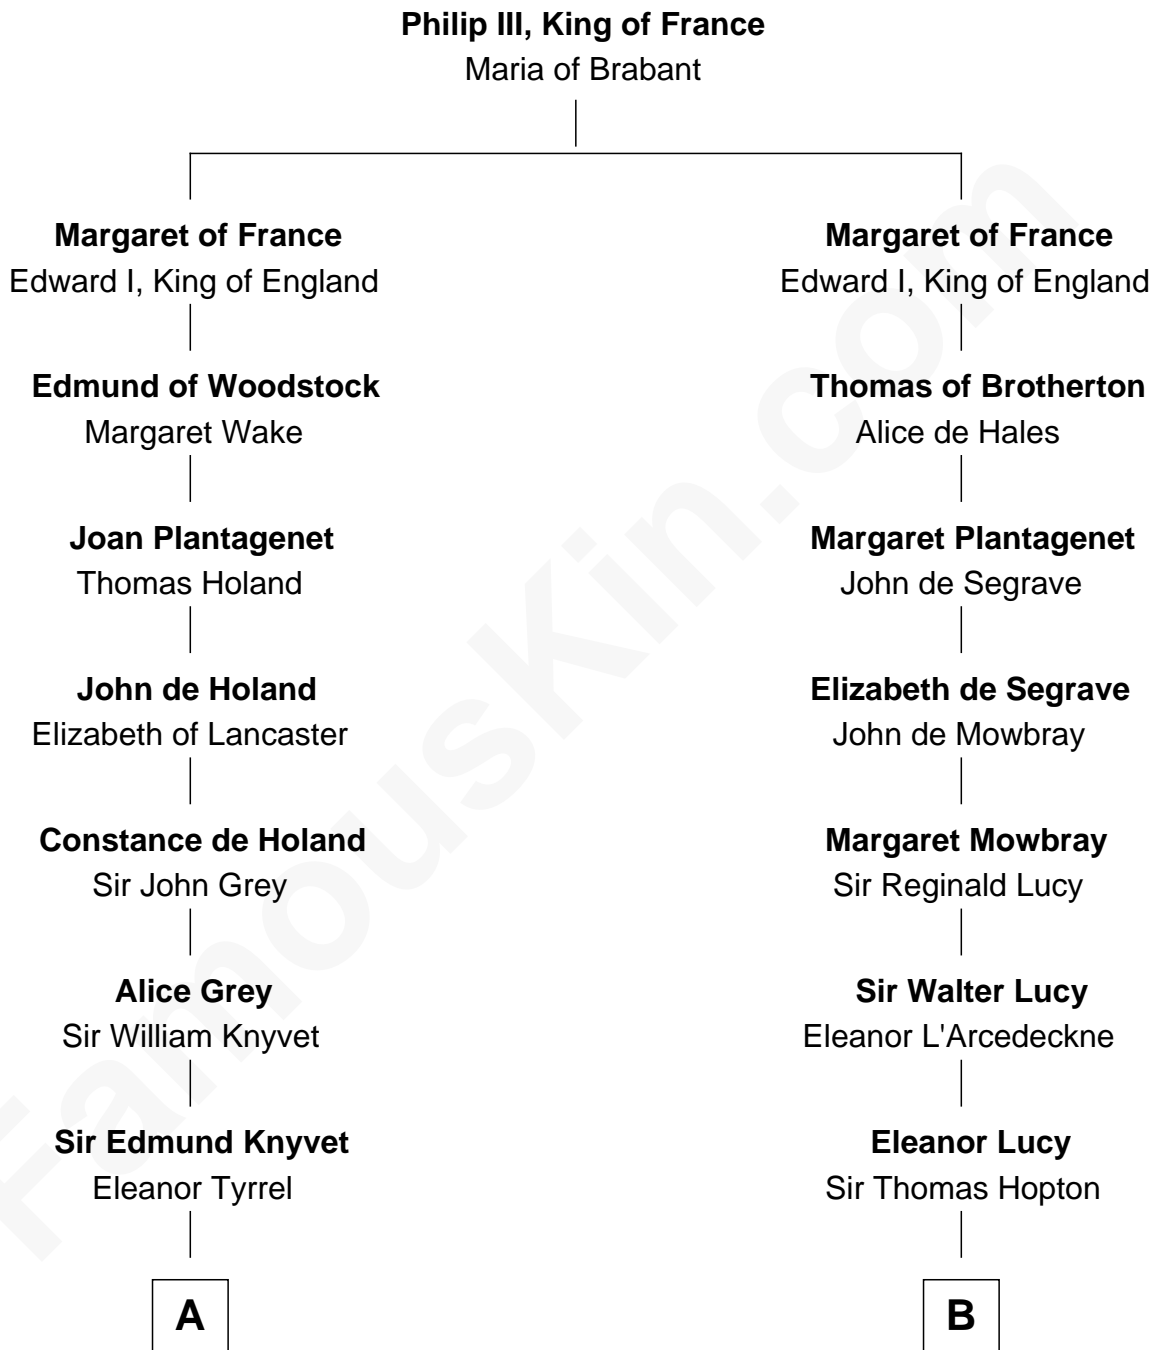 Philip III, King of France
Maria of Brabant
Margaret of France
Edward I, King of England
Margaret of France
Edward I, King of England
Edmund of Woodstock
Margaret Wake
Thomas of Brotherton
Alice de Hales
Joan Plantagenet
Thomas Holand
Margaret Plantagenet
John de Segrave
John de Holand
Elizabeth of Lancaster
Elizabeth de Segrave
John de Mowbray
Constance de Holand
Sir John Grey
Margaret Mowbray
Sir Reginald Lucy
Alice Grey
Sir William Knyvet
Sir Walter Lucy
Eleanor L'Arcedeckne
Sir Edmund Knyvet
Eleanor Tyrrel
Eleanor Lucy
Sir Thomas Hopton
A
B
FamousKin.com